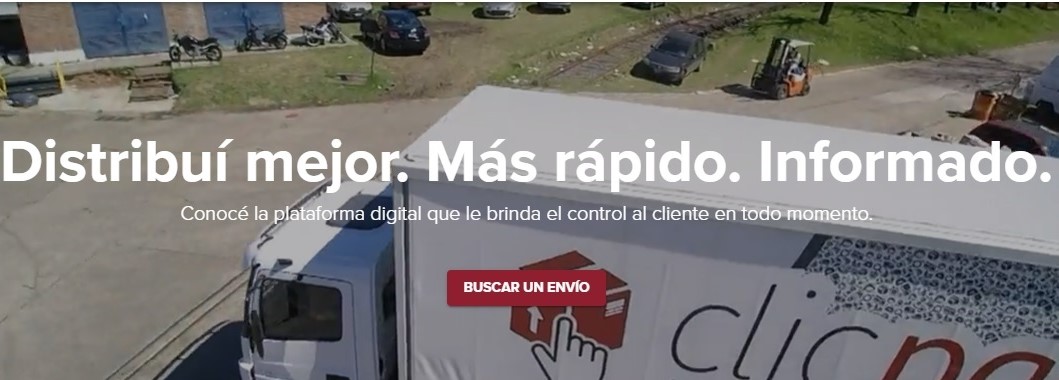 Distribuí mejor. Más rápido. Informado.
Conocé la plataforma digital que le brinda el control al cliente en todo momento.
BUSCAR UN ENVÍO
clicpa